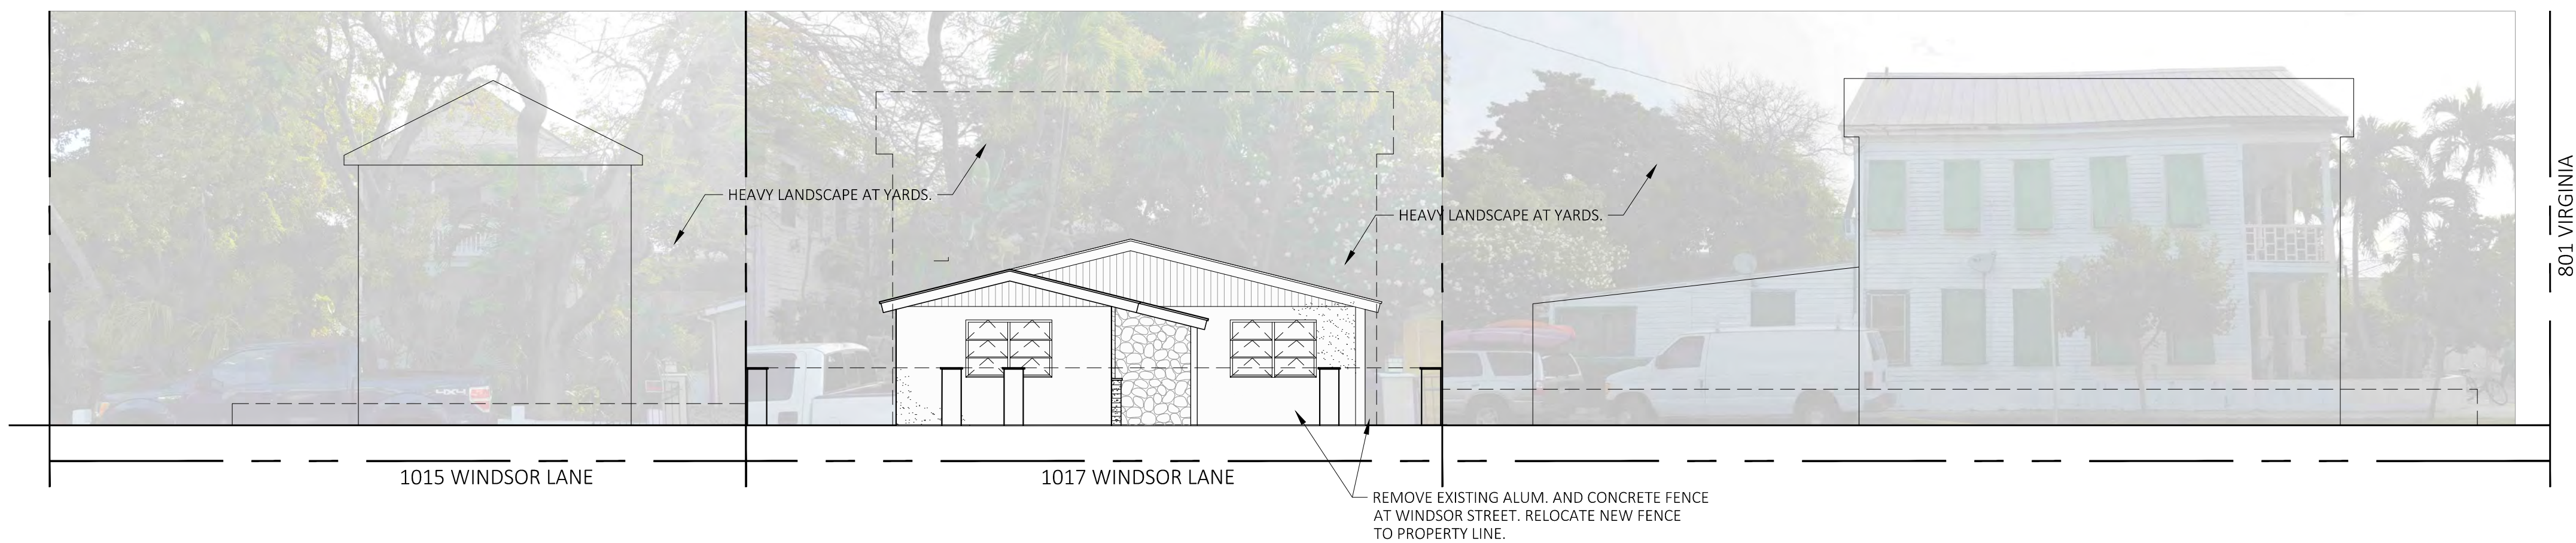 HEAVY LANDSCAPE AT YARDS.
HEAVY LANDSCAPE AT YARDS.
4X4
801 VIRGINIA
1015 WINDSOR LANE
1017 WINDSOR LANE
REMOVE EXISTING ALUM. AND CONCRETE FENCE
AT WINDSOR STREET. RELOCATE NEW FENCE
TO PROPERTY LINE.